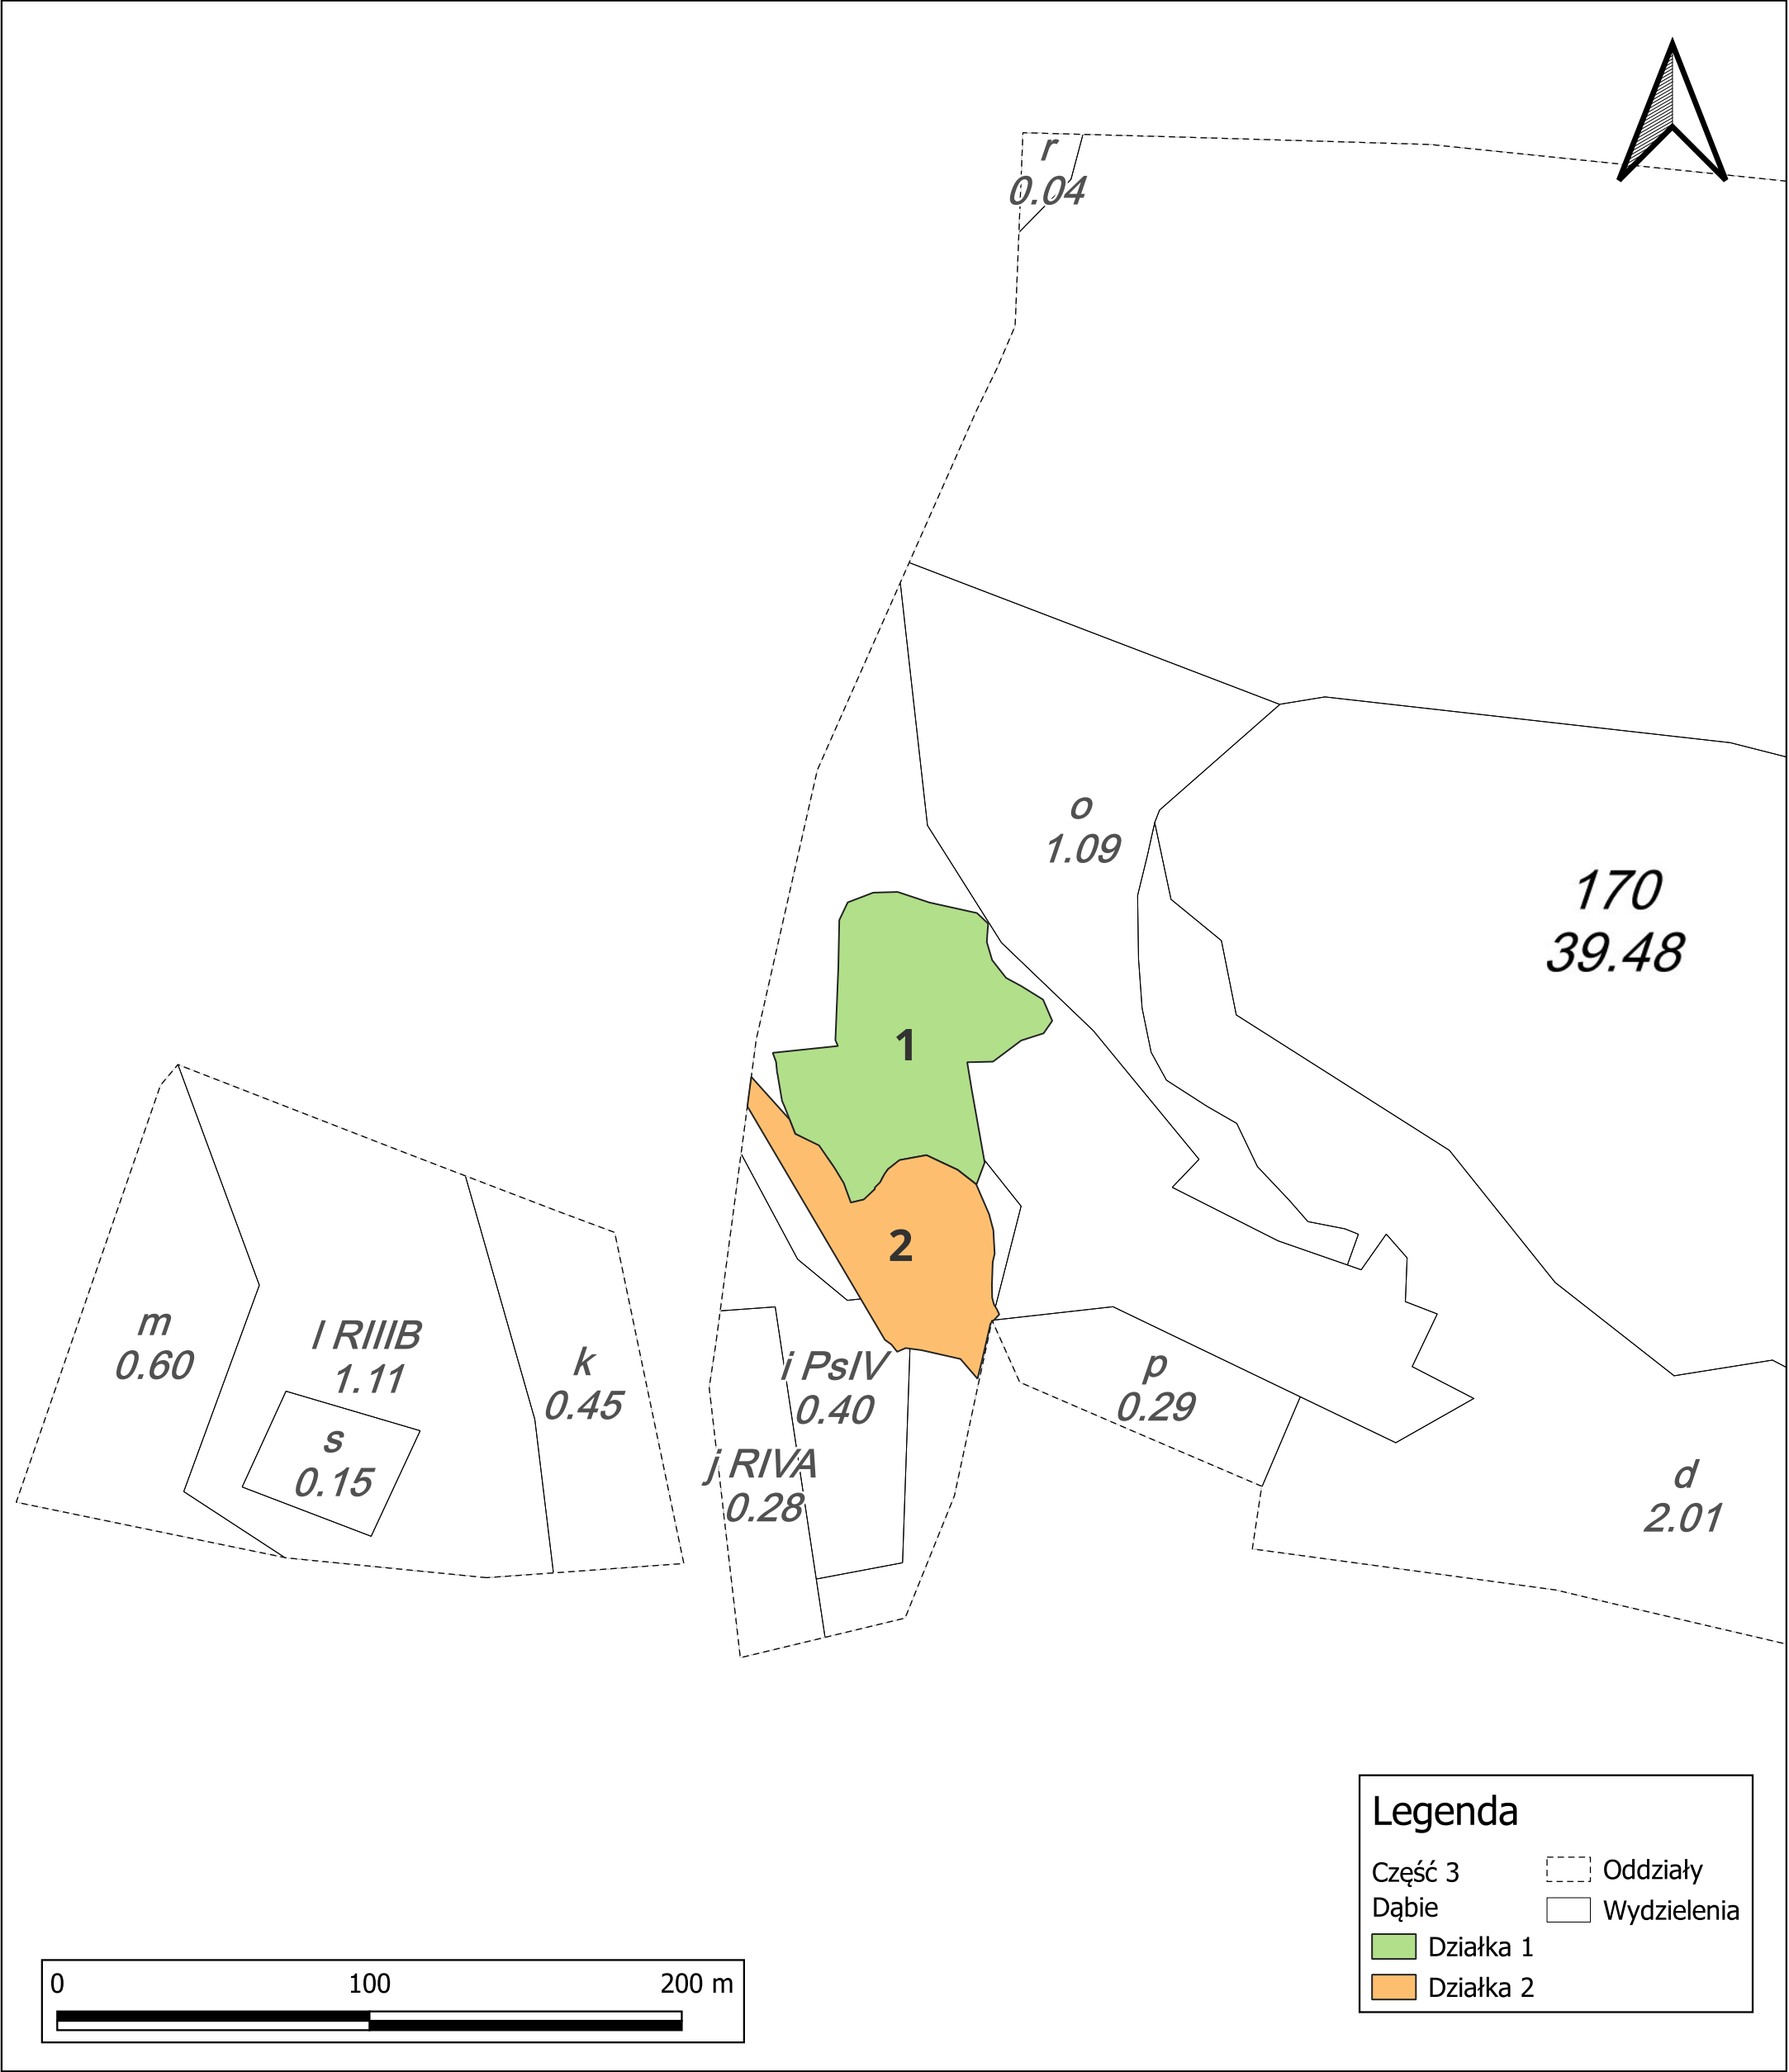 r
0.04
o
1.09
170
39.48
1
2
m
0.60
l RIIIB
1.11
k
0.45
s
0.15
i PsIV
0.40
j RIVA
0.28
p
0.29
d
2.01
Legenda
Część 3
Dąbie
Działka 1
Działka 2
Oddziały
Wydzielenia
0 100 200 m